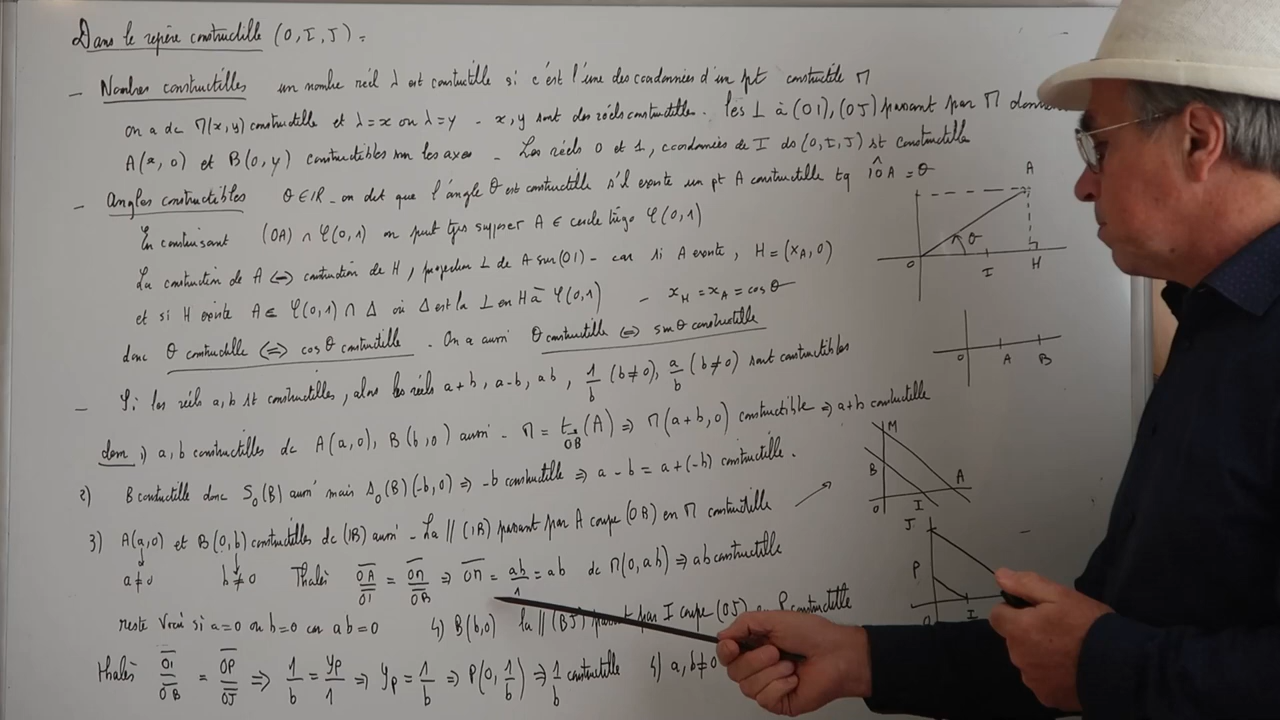 Dans le repère constructible (O, I, J) :
- Nombres constructibles un nombre réel λ est constructible si c'est l'une des coordonnées d'un pt constructible M
on a dc M(x, y) constructible et λ = x ou λ = y - x, y sont des réels constructibles. Les ⊥ à (OI), (OJ) passant par M
A(x, 0) et B(0, y) constructibles sur les axes - Les réels 0 et 1, coordonnées de I ds (O, I, J) st constructible
- Angles constructibles θ ∈ IR - on dit que l'angle θ est constructible s'il existe un pt A constructible tq IÔA = θ
En construisant (OA) ∩ C(0, 1) on peut tjs supposer A ∈ cercle trigo C(0, 1)
La construction de A ⟺ construction de H, projection ⊥ de A sur (OI) - car si A existe, H = (x_A, 0)
et si H existe A ∈ C(0, 1) ∩ Δ où Δ est la ⊥ en H à C(0, 1) - x_H = x_A = cos θ
donc θ constructible ⟺ cos θ constructible. On a aussi θ constructible ⟺ sin θ constructible
- Si les réels a, b st constructibles, alors les réels a+b, a-b, ab, 1/b (b ≠ 0), a/b (b ≠ 0) sont constructibles
dem 1) a, b constructibles dc A(a, 0), B(b, 0) aussi - M = t_OB(A) ⇒ M(a+b, 0) constructible ⇒ a+b constructible
2) B constructible donc S_O(B) aussi mais S_O(B)(-b, 0) ⇒ -b constructible ⇒ a - b = a + (-b) constructible.
3) A(a, 0) et B(0, b) constructibles dc (IB) aussi - La // (IB) passant par A coupe (OB) en M constructible
a ≠ 0 b ≠ 0 Thalès OA/OI = OM/OB ⇒ OM = ab/1 = ab dc M(0, ab) ⇒ ab constructible
reste vrai si a = 0 ou b = 0 car ab = 0 4) B(b, 0) la // (BJ) passant par I coupe (OJ) en P constructible
Thalès OI/OB = OP/OJ ⇒ 1/b = y_P/1 ⇒ y_P = 1/b ⇒ P(0, 1/b) ⇒ 1/b constructible 5) a, b ≠ 0
A
θ
O I H
O A B
M
B A
O I
J
P
I